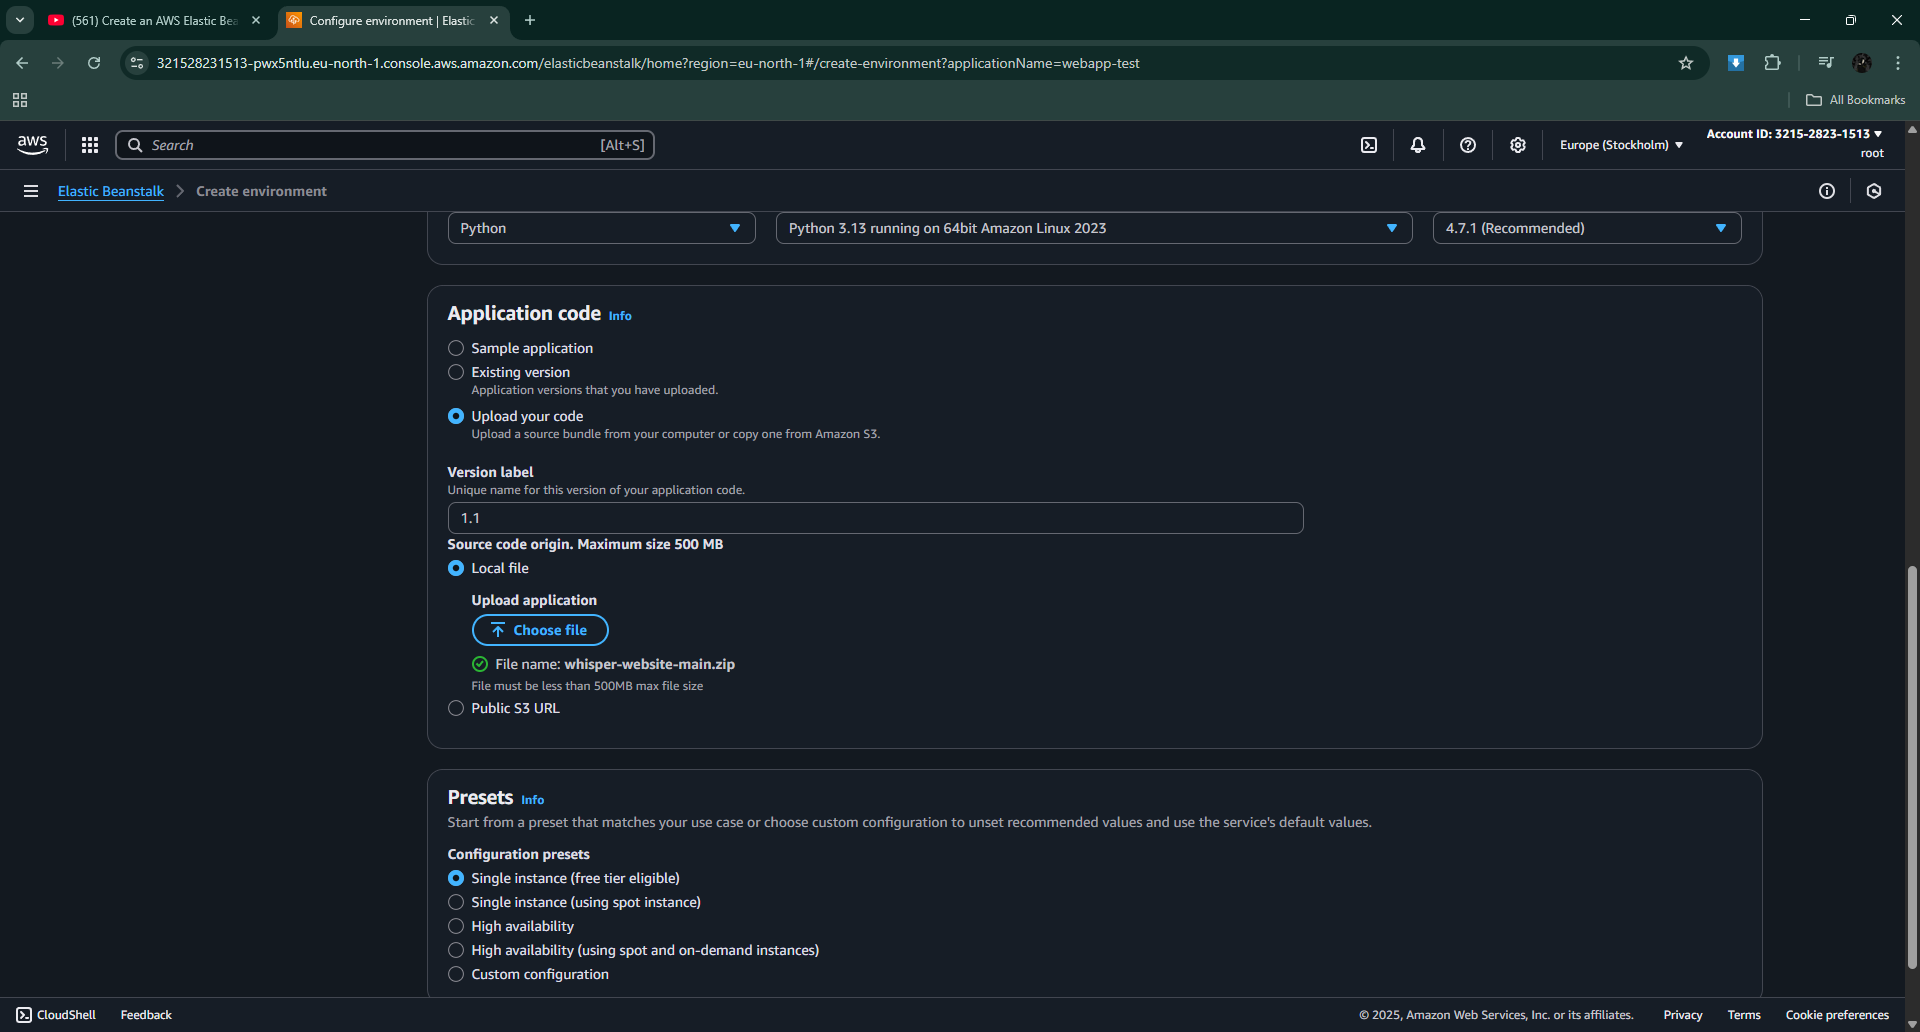 (561) Create an AWS Elastic Bea
Configure environment | Elastic
321528231513-pwx5ntlu.eu-north-1.console.aws.amazon.com/elasticbeanstalk/home?region=eu-north-1#/create-environment?applicationName=webapp-test
All Bookmarks
aws
Search
[Alt+S]
Europe (Stockholm)
Account ID: 3215-2823-1513
root
Elastic Beanstalk
Create environment
Python
Python 3.13 running on 64bit Amazon Linux 2023
4.7.1 (Recommended)
Application code Info
Sample application
Existing version
Application versions that you have uploaded.
Upload your code
Upload a source bundle from your computer or copy one from Amazon S3.
Version label
Unique name for this version of your application code.
1.1
Source code origin. Maximum size 500 MB
Local file
Upload application
Choose file
File name: whisper-website-main.zip
File must be less than 500MB max file size
Public S3 URL
Presets Info
Start from a preset that matches your use case or choose custom configuration to unset recommended values and use the service's default values.
Configuration presets
Single instance (free tier eligible)
Single instance (using spot instance)
High availability
High availability (using spot and on-demand instances)
Custom configuration
CloudShell
Feedback
© 2025, Amazon Web Services, Inc. or its affiliates.
Privacy
Terms
Cookie preferences